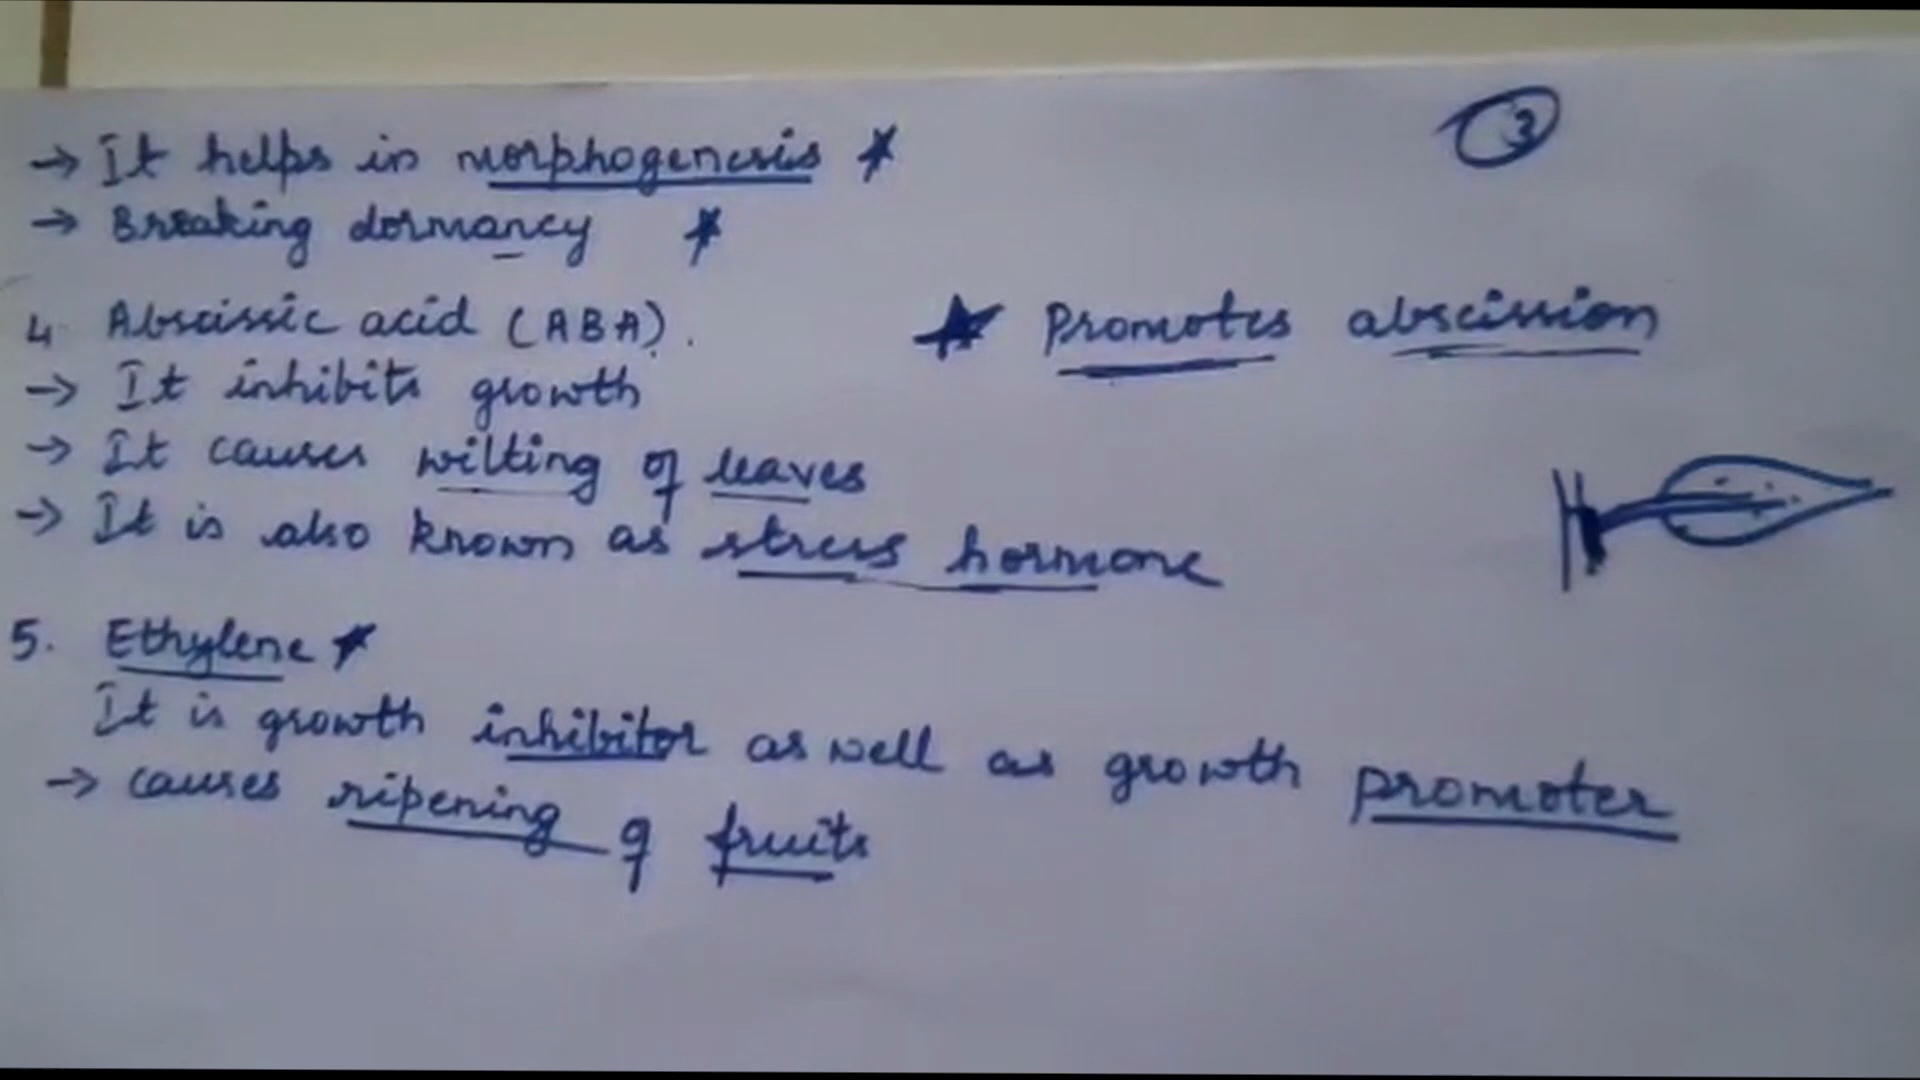 3
→ It helps in morphogenesis *
→ Breaking dormancy *
4 Abscissic acid (ABA).
★ Promotes abscission
→ It inhibits growth
→ It causes wilting of leaves
→ It is also known as stress hormone
5. Ethylene ★
It is growth inhibitor as well as growth promoter
→ causes ripening of fruits